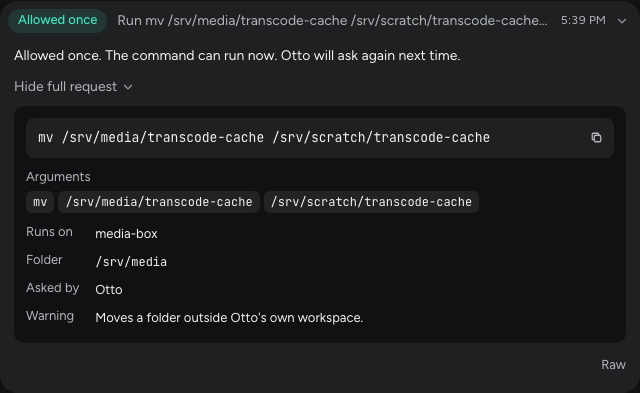 Allowed once Run mv /srv/media/transcode-cache /srv/scratch/transcode-cache... 5:39 PM
Allowed once. The command can run now. Otto will ask again next time.
Hide full request
mv /srv/media/transcode-cache /srv/scratch/transcode-cache
Arguments
mv /srv/media/transcode-cache /srv/scratch/transcode-cache
Runs on media-box
Folder /srv/media
Asked by Otto
Warning Moves a folder outside Otto's own workspace.
Raw